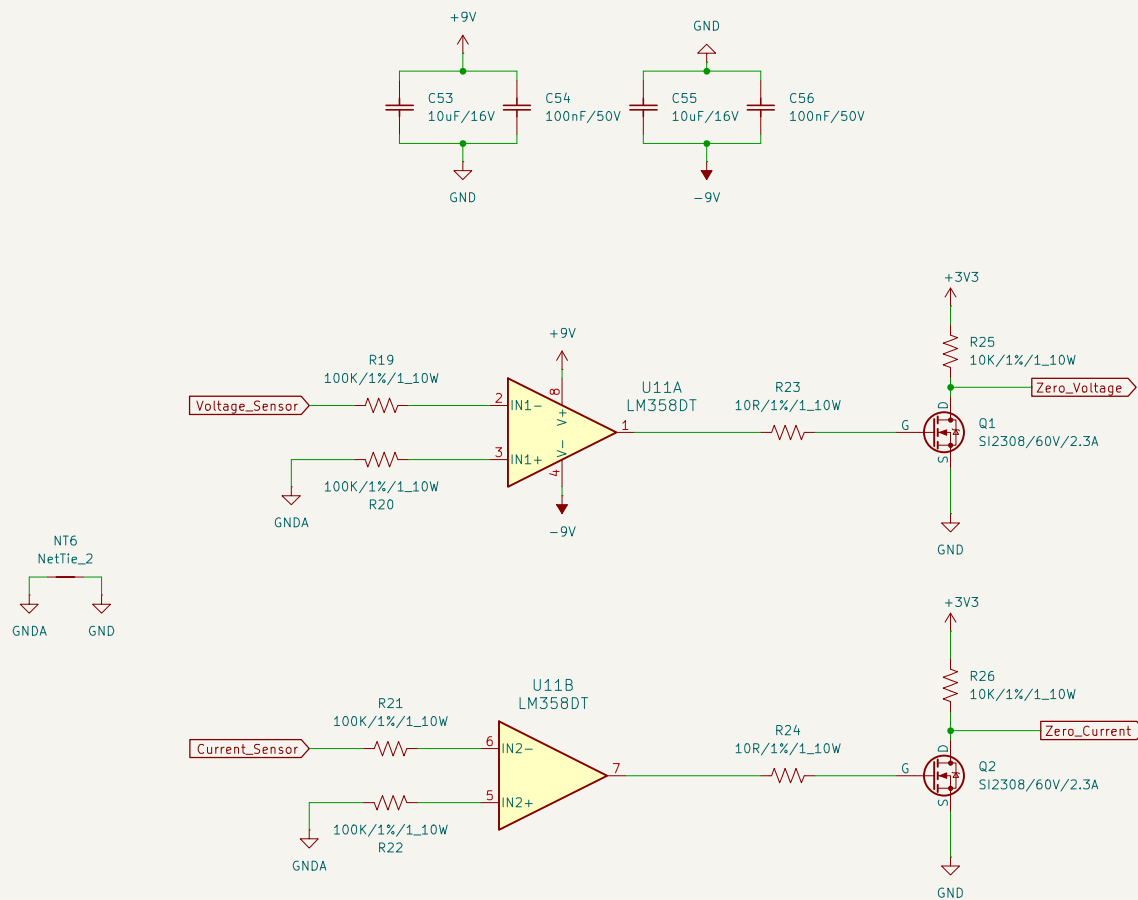 +9V
GND
C53
10uF/16V
C54
100nF/50V
C55
10uF/16V
C56
100nF/50V
GND
-9V
+3V3
R25
10K/1%/1_10W
Zero_Voltage
+9V
R19
100K/1%/1_10W
U11A
LM358DT
R23
10R/1%/1_10W
Voltage_Sensor
2
IN1-
8
V+
1
G
D
S
Q1
SI2308/60V/2.3A
3
IN1+
V-
4
100K/1%/1_10W
R20
GNDA
-9V
GND
NT6
NetTie_2
GNDA
GND
+3V3
R26
10K/1%/1_10W
Zero_Current
U11B
LM358DT
R21
100K/1%/1_10W
R24
10R/1%/1_10W
Current_Sensor
6
IN2-
7
G
D
S
Q2
SI2308/60V/2.3A
5
IN2+
100K/1%/1_10W
R22
GNDA
GND